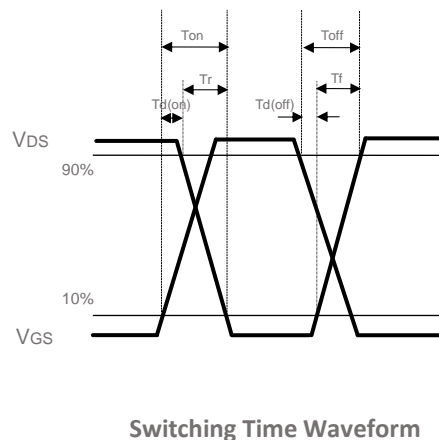 Ton Toff
Tr Tf
Td(on) Td(off)
VDS
90%
10%
VGS
Switching Time Waveform